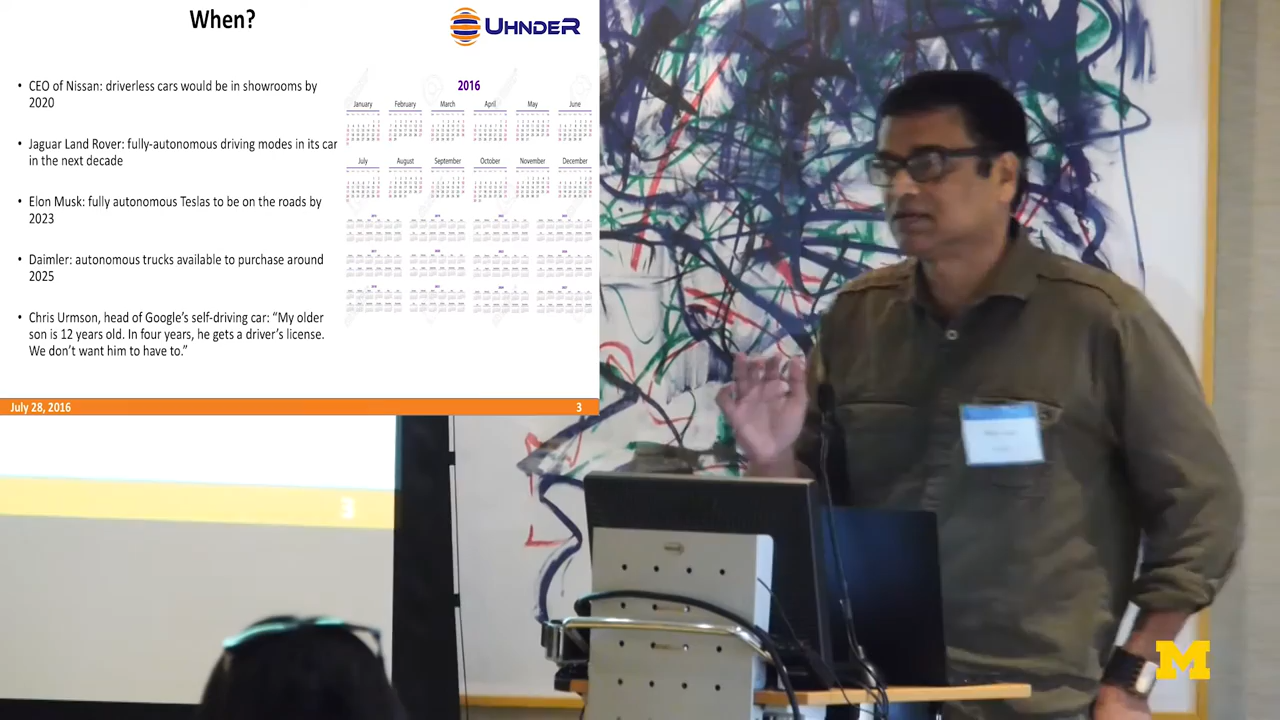 When?
UHNDER
• CEO of Nissan: driverless cars would be in showrooms by
2020
• Jaguar Land Rover: fully-autonomous driving modes in its car
in the next decade
• Elon Musk: fully autonomous Teslas to be on the roads by
2023
• Daimler: autonomous trucks available to purchase around
2025
• Chris Urmson, head of Google's self-driving car: “My older
son is 12 years old. In four years, he gets a driver's license.
We don't want him to have to.”
2016
January February March April May June
July August September October November December
July 28, 2016
3
3
M